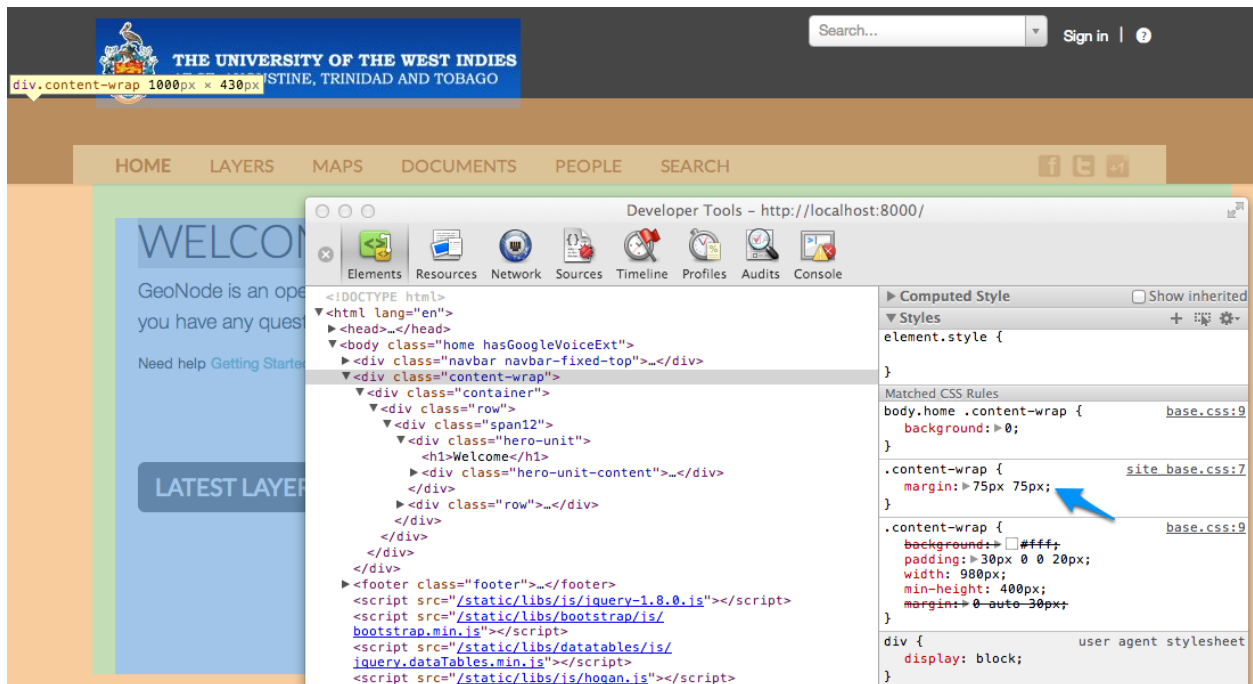 THE UNIVERSITY OF THE WEST INDIES
STINE, TRINIDAD AND TOBAGO
Search...
Sign in | ?
div.content-wrap 1000px × 430px
HOME LAYERS MAPS DOCUMENTS PEOPLE SEARCH
WELCO
GeoNode is an ope
you have any quest
Need help Getting Starte
LATEST LAYER
Developer Tools - http://localhost:8000/
Elements Resources Network Sources Timeline Profiles Audits Console
<!DOCTYPE html>
▼<html lang="en">
▶<head>…</head>
▼<body class="home hasGoogleVoiceExt">
▶<div class="navbar navbar-fixed-top">…</div>
▼<div class="content-wrap">
▼<div class="container">
▼<div class="row">
▼<div class="span12">
▼<div class="hero-unit">
<h1>Welcome</h1>
▶<div class="hero-unit-content">…</div>
</div>
▶<div class="row">…</div>
</div>
</div>
</div>
</div>
▶<footer class="footer">…</footer>
<script src="/static/libs/js/jquery-1.8.0.js"></script>
<script src="/static/libs/bootstrap/js/
bootstrap.min.js"></script>
<script src="/static/libs/datatables/js/
jquery.dataTables.min.js"></script>
<script src="/static/libs/js/hogan.js"></script>
▶ Computed Style Show inherited
▼ Styles
element.style {
}
Matched CSS Rules
body.home .content-wrap { base.css:9
background:▶0;
}
.content-wrap { site_base.css:7
margin:▶75px 75px;
}
.content-wrap { base.css:9
background:▶#fff;
padding:▶30px 0 0 20px;
width: 980px;
min-height: 400px;
margin:▶0 auto 30px;
}
div { user agent stylesheet
display: block;
}